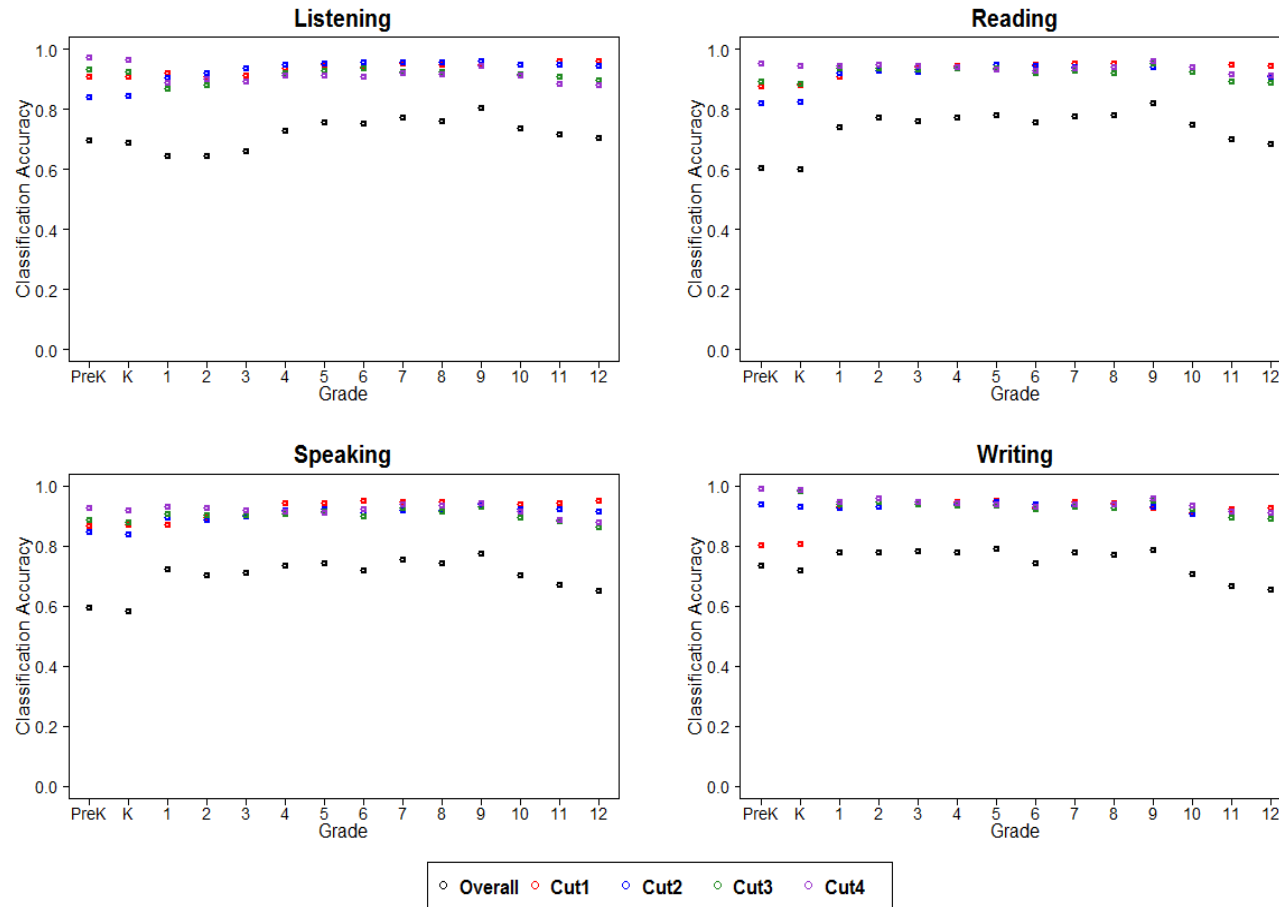 Listening
Classification Accuracy
1.0
0.8
0.6
0.4
0.2
0.0
PreK K 1 2 3 4 5 6 7 8 9 10 11 12
Grade
Reading
Classification Accuracy
1.0
0.8
0.6
0.4
0.2
0.0
PreK K 1 2 3 4 5 6 7 8 9 10 11 12
Grade
Speaking
Classification Accuracy
1.0
0.8
0.6
0.4
0.2
0.0
PreK K 1 2 3 4 5 6 7 8 9 10 11 12
Grade
Writing
Classification Accuracy
1.0
0.8
0.6
0.4
0.2
0.0
PreK K 1 2 3 4 5 6 7 8 9 10 11 12
Grade
Overall Cut1 Cut2 Cut3 Cut4